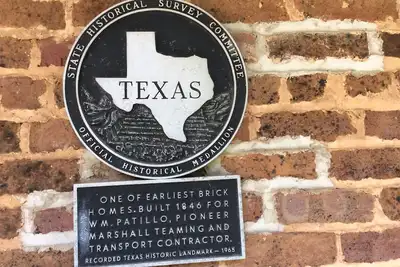 STATE HISTORICAL SURVEY COMMITTEE
TEXAS
OFFICIAL HISTORICAL MEDALLION
ONE OF EARLIEST BRICK
HOMES. BUILT 1846 FOR
WM. PATILLO, PIONEER
MARSHALL TEAMING AND
TRANSPORT CONTRACTOR.
RECORDED TEXAS HISTORIC LANDMARK—1965